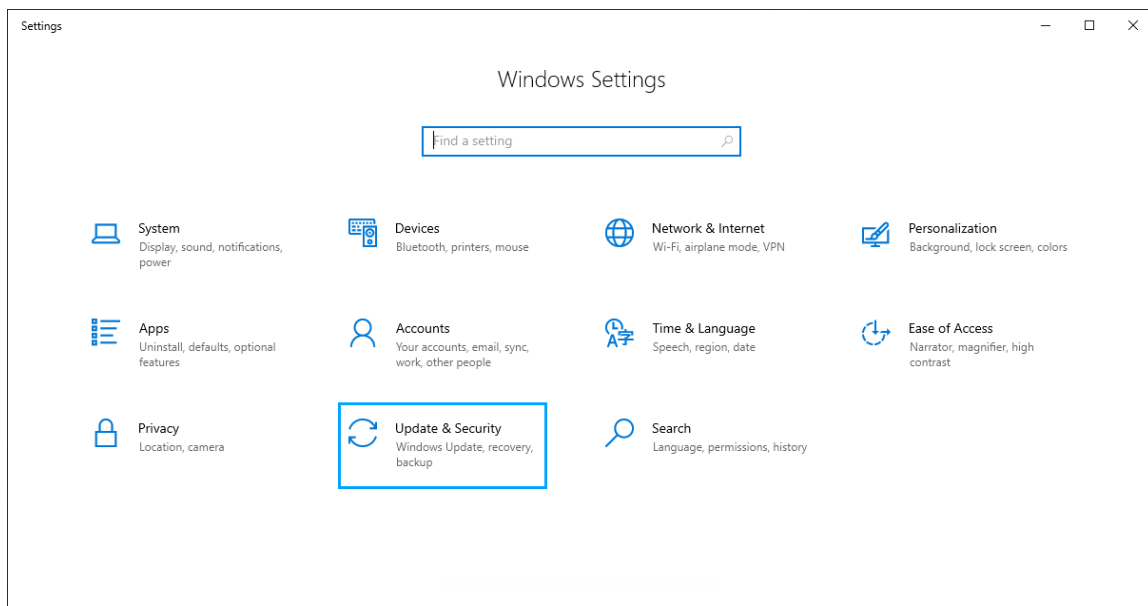 Settings
Windows Settings
Find a setting
System
Display, sound, notifications,
power
Devices
Bluetooth, printers, mouse
Network & Internet
Wi-Fi, airplane mode, VPN
Personalization
Background, lock screen, colors
Apps
Uninstall, defaults, optional
features
Accounts
Your accounts, email, sync,
work, other people
Time & Language
Speech, region, date
Ease of Access
Narrator, magnifier, high
contrast
Privacy
Location, camera
Update & Security
Windows Update, recovery,
backup
Search
Language, permissions, history